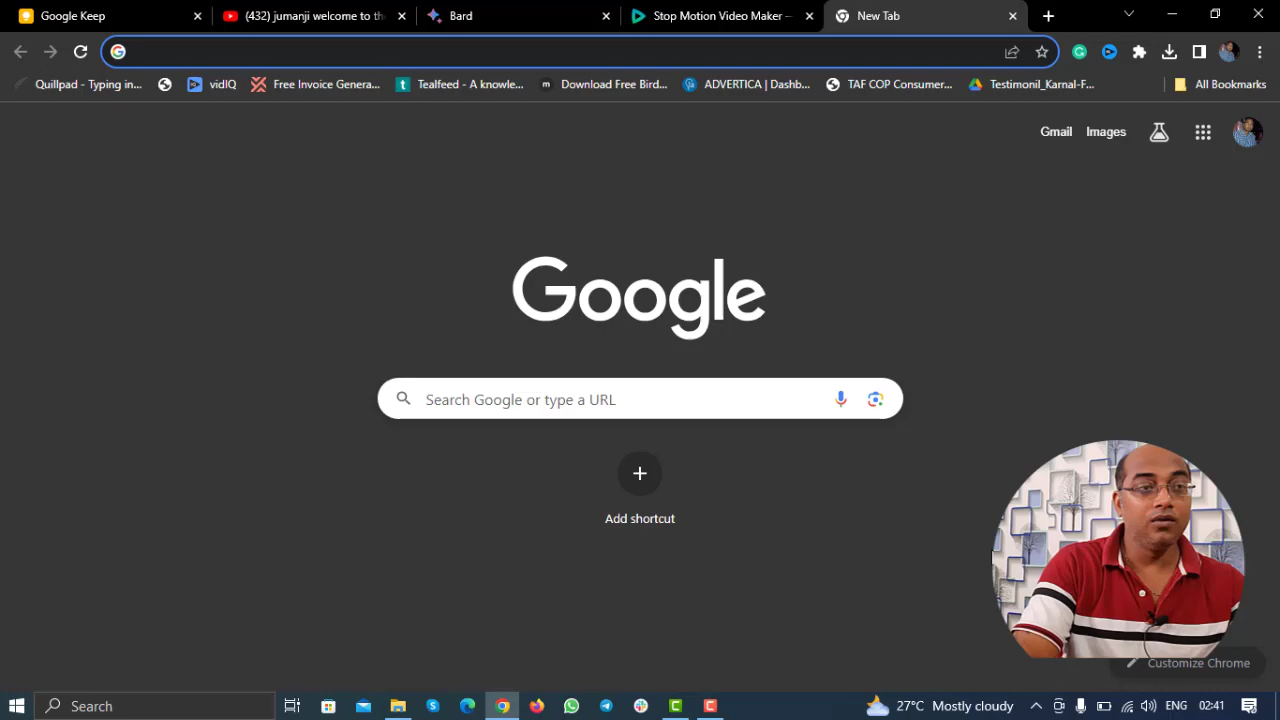 Google Keep
(432) jumanji welcome to th
Bard
Stop Motion Video Maker –
New Tab
Quillpad - Typing in...
vidIQ
Free Invoice Genera...
Tealfeed - A knowle...
Download Free Bird...
ADVERTICA | Dashb...
TAF COP Consumer...
Testimonil_Karnal-F...
All Bookmarks
Gmail
Images
Google
Search Google or type a URL
Add shortcut
Customize Chrome
Search
27°C Mostly cloudy
ENG
02:41